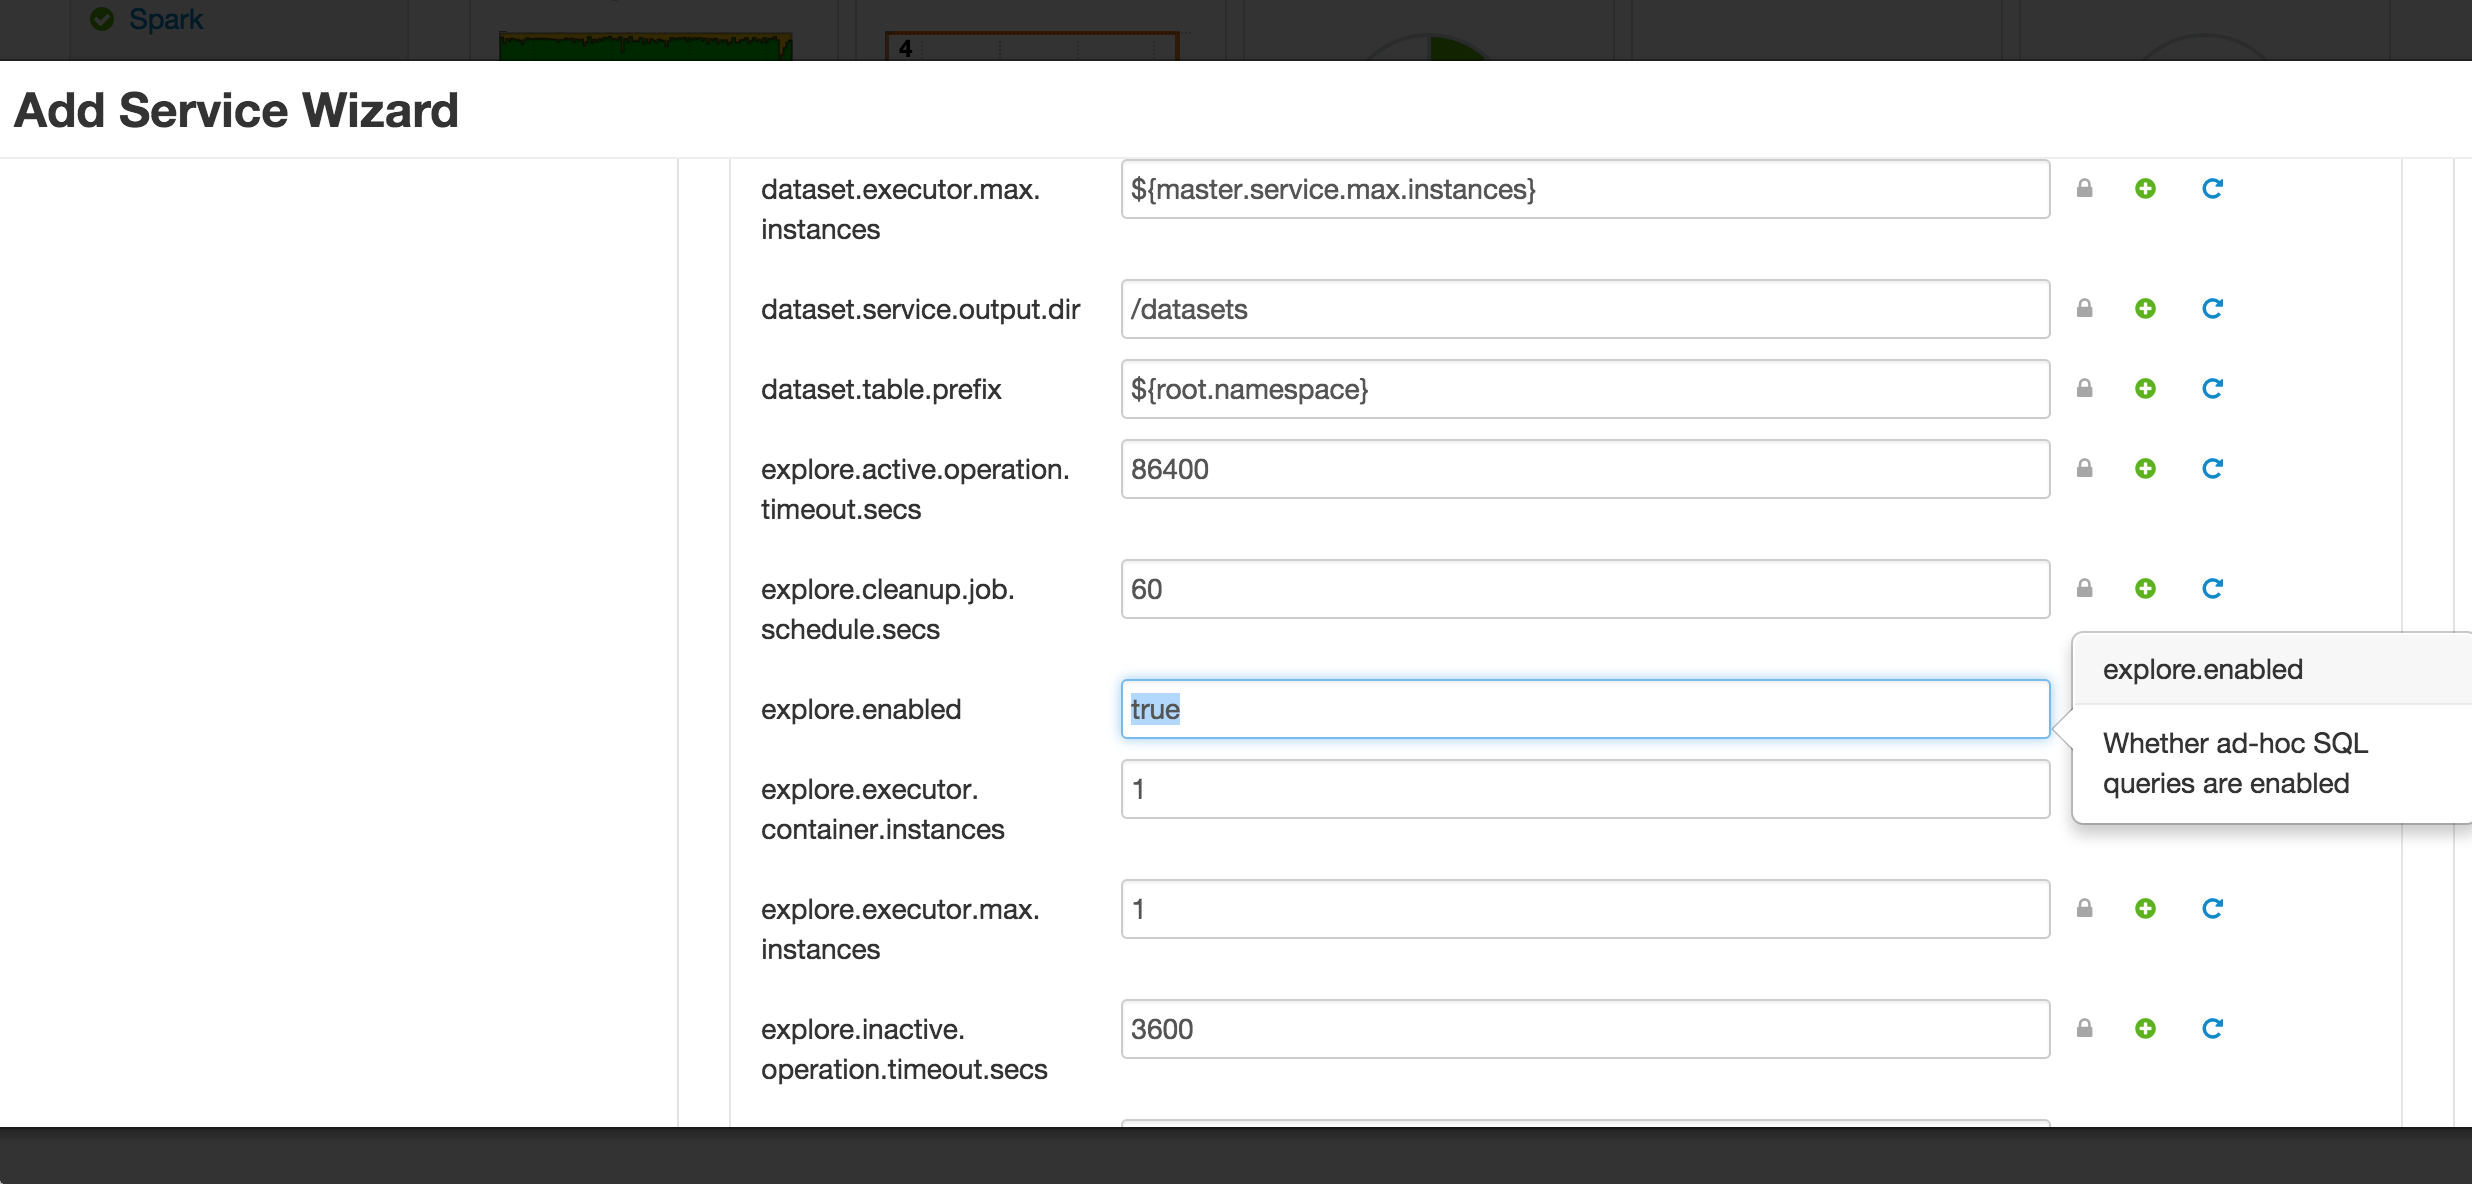 Spark
4
Add Service Wizard
dataset.executor.max.
instances
${master.service.max.instances}
dataset.service.output.dir
/datasets
dataset.table.prefix
${root.namespace}
explore.active.operation.
timeout.secs
86400
explore.cleanup.job.
schedule.secs
60
explore.enabled
true
explore.enabled
Whether ad-hoc SQL
queries are enabled
explore.executor.
container.instances
1
explore.executor.max.
instances
1
explore.inactive.
operation.timeout.secs
3600